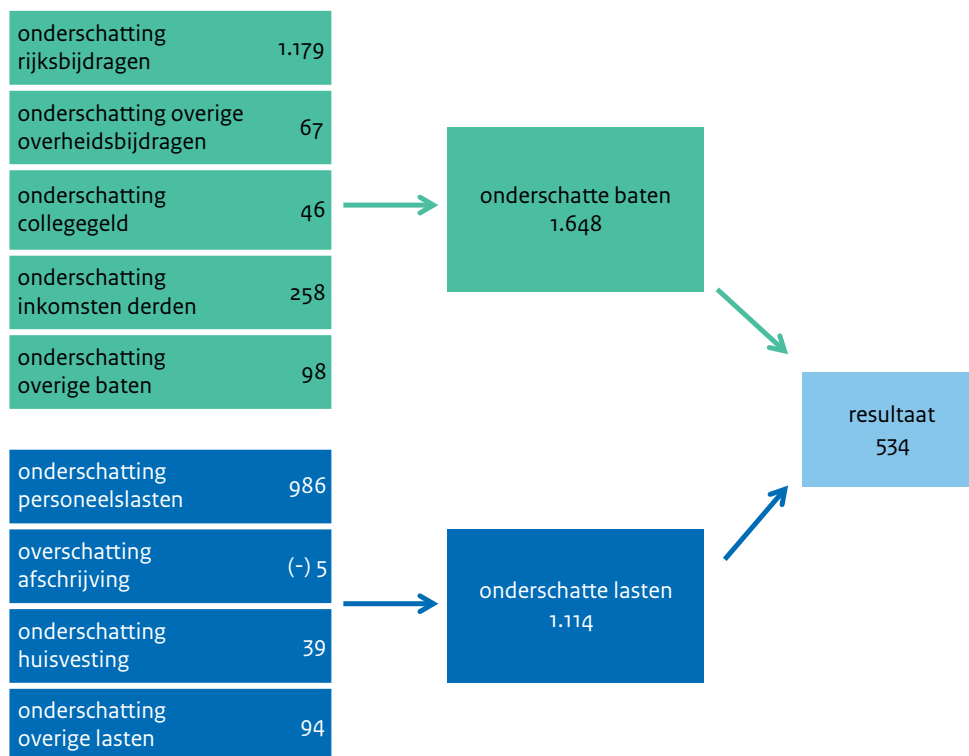 onderschatting
rijksbijdragen 1.179
onderschatting overige
overheidsbijdragen 67
onderschatting
collegegeld 46
onderschatting
inkomsten derden 258
onderschatting
overige baten 98
onderschatte baten
1.648
resultaat
534
onderschatting
personeelslasten 986
overschatting
afschrijving (-) 5
onderschatting
huisvesting 39
onderschatting
overige lasten 94
onderschatte lasten
1.114